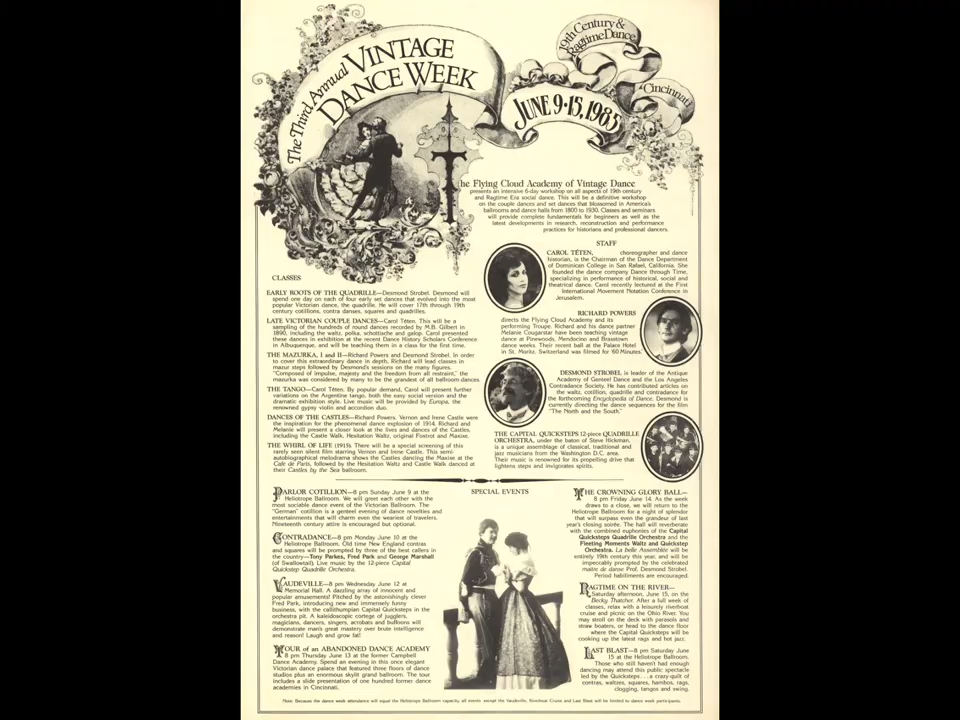 The Third Annual VINTAGE
DANCE WEEK
19th Century &
Ragtime Dance
Cincinnati
JUNE 9-15, 1985
The Flying Cloud Academy of Vintage Dance
presents an intensive 6-day workshop on all aspects of 19th century
and Ragtime Era social dance. This will be a definitive workshop
on the couple dances and set dances that blossomed in America's
ballrooms and dance halls from 1800 to 1930. Classes and seminars
will provide complete fundamentals for beginners as well as the
latest developments in research, reconstruction and performance
practices for historians and professional dancers.
STAFF
CAROL TÉTEN, choreographer and dance
historian, is the Chairman of the Dance Department
of Dominican College in San Rafael, California. She
founded the dance company Dance through Time,
specializing in performance of historical, social and
theatrical dance. Carol recently lectured at the First
International Movement Notation Conference in
Jerusalem.
RICHARD POWERS
directs the Flying Cloud Academy and its
performing Troupe. Richard and his dance partner
Melanie Cougarstar have been teaching vintage
dance at Pinewoods, Mendocino and Brasstown
dance weeks. Their recent ball at the Palace Hotel
in St. Moritz, Switzerland was filmed for '60 Minutes.'
DESMOND STROBEL is leader of the Antique
Academy of Genteel Dance and the Los Angeles
Contradance Society. He has contributed articles on
the waltz, cotillion, quadrille and contradance for
the forthcoming Encyclopedia of Dance. Desmond is
currently directing the dance sequences for the film
"The North and the South."
THE CAPITAL QUICKSTEPS 12-piece QUADRILLE
ORCHESTRA, under the baton of Steve Hickman,
is a unique assemblage of classical, traditional and
jazz musicians from the Washington D.C. area.
Their music is renowned for its propelling drive that
lightens steps and invigorates spirits.
CLASSES
EARLY ROOTS OF THE QUADRILLE—Desmond Strobel. Desmond will
spend one day on each of four early set dances that evolved into the most
popular Victorian dance, the quadrille. He will cover 17th through 19th
century cotillions, contra dances, squares and quadrilles.
LATE VICTORIAN COUPLE DANCES—Carol Téten. This will be a
sampling of the hundreds of round dances recorded by M.B. Gilbert in
1890, including the waltz, polka, schottische and galop. Carol presented
these dances in exhibition at the recent Dance History Scholars Conference
in Albuquerque, and will be teaching them in a class for the first time.
THE MAZURKA, I and II—Richard Powers and Desmond Strobel. In order
to cover this extraordinary dance in depth, Richard will lead classes in
mazur steps followed by Desmond's sessions on the many figures.
"Composed of impulse, majesty and the freedom from all restraint," the
mazurka was considered by many to be the grandest of all ballroom dances.
THE TANGO—Carol Téten. By popular demand, Carol will present further
variations on the Argentine tango, both the easy social version and the
dramatic exhibition style. Live music will be provided by Europa, the
renowned gypsy violin and accordion duo.
DANCES OF THE CASTLES—Richard Powers. Vernon and Irene Castle were
the inspiration for the phenomenal dance explosion of 1914. Richard and
Melanie will present a closer look at the lives and dances of the Castles,
including the Castle Walk, Hesitation Waltz, original Foxtrot and Maxixe.
THE WHIRL OF LIFE (1915). There will be a special screening of this
rarely seen silent film starring Vernon and Irene Castle. This semi-
autobiographical melodrama shows the Castles dancing the Maxixe at the
Cafe de Paris, followed by the Hesitation Waltz and Castle Walk danced at
their Castles by the Sea ballroom.
SPECIAL EVENTS
PARLOR COTILLION—8 pm Sunday June 9 at the
Heliotrope Ballroom. We will greet each other with the
most sociable dance event of the Victorian Ballroom. The
"German" cotillion is a genteel evening of dance novelties and
entertainments that will charm even the weariest of travelers.
Nineteenth century attire is encouraged but optional.
CONTRADANCE—8 pm Monday June 10 at the
Heliotrope Ballroom. Old time New England contras
and squares will be prompted by three of the best callers in
the country—Tony Parkes, Fred Park and George Marshall
(of Swallowtail). Live music by the 12-piece Capital
Quickstep Quadrille Orchestra.
VAUDEVILLE—8 pm Wednesday June 12 at
Memorial Hall. A dazzling array of innocent and
popular amusements! Pitched by the astonishingly clever
Fred Park, introducing new and immensely funny
business, with the rallithumpian Capital Quicksteps in the
orchestra pit. A kaleidoscopic cortege of jugglers,
magicians, dancers, singers, acrobats and buffoons will
demonstrate man's great mastery over brute intelligence
and reason! Laugh and grow fat!
TOUR of an ABANDONED DANCE ACADEMY
8 pm Thursday June 13 at the former Campbell
Dance Academy. Spend an evening in this once elegant
Victorian dance palace that featured three floors of dance
studios plus an enormous skylit grand ballroom. The tour
includes a slide presentation of one hundred former dance
academies in Cincinnati.
THE CROWNING GLORY BALL—
8 pm Friday June 14. As the week
draws to a close, we will return to the
Heliotrope Ballroom for a night of splendor
that will surpass even the grandeur of last
year's closing soirée. The hall will reverberate
with the combined euphonies of the Capital
Quicksteps Quadrille Orchestra and the
Fleeting Moments Waltz and Quickstep
Orchestra. La belle Assemblée will be
entirely 19th century this year, and will be
impeccably prompted by the celebrated
maître de danse Prof. Desmond Strobel.
Period habiliments are encouraged.
RAGTIME ON THE RIVER—
Saturday afternoon, June 15, on the
Becky Thatcher. After a full week of
classes, relax with a leisurely riverboat
cruise and picnic on the Ohio River. You
may stroll on the deck with parasols and
straw boaters, or head to the dance floor
where the Capital Quicksteps will be
cooking up the latest rags and hot jazz.
LAST BLAST—8 pm Saturday June
15 at the Heliotrope Ballroom.
Those who still haven't had enough
dancing may attend this public spectacle
led by the Quicksteps . . . a crazy-quilt of
contras, waltzes, squares, hambos, rags,
clogging, tangos and swing.
Note: Because the dance week attendance will equal the Heliotrope Ballroom capacity, all events except the Vaudeville, Riverboat Cruise and Last Blast will be limited to dance week participants.